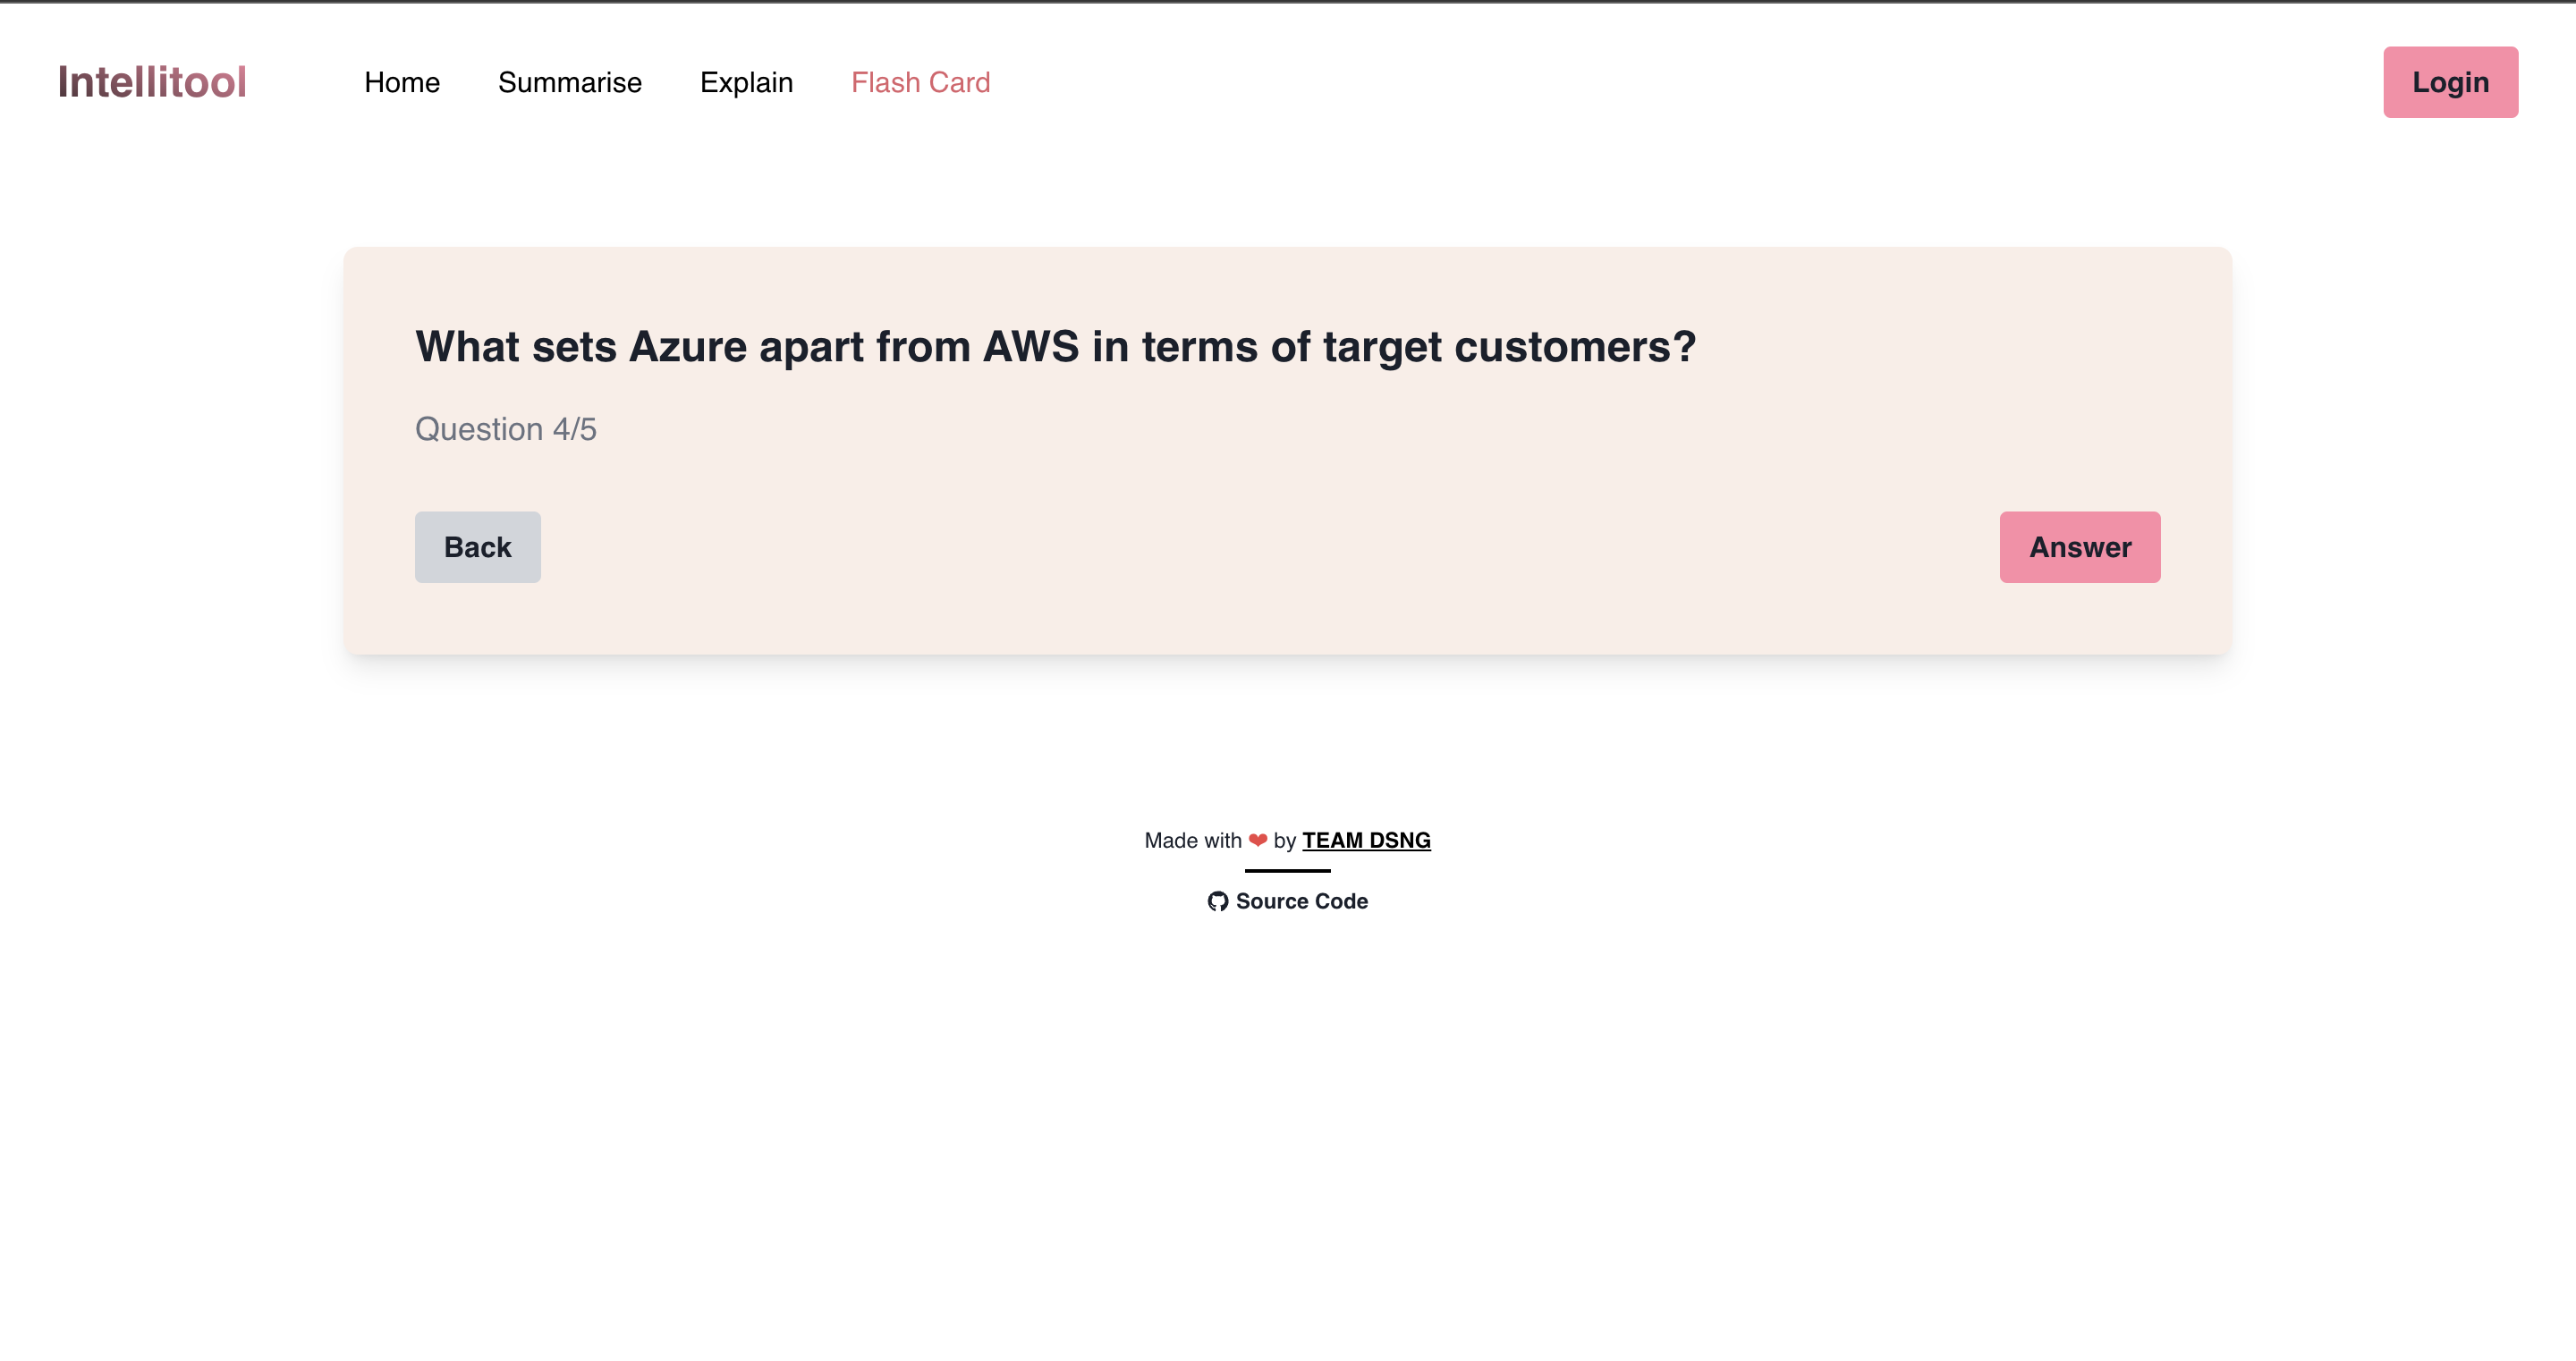 Intellitool
Home Summarise Explain Flash Card
Login
What sets Azure apart from AWS in terms of target customers?
Question 4/5
Back
Answer
Made with ❤ by TEAM DSNG
Source Code